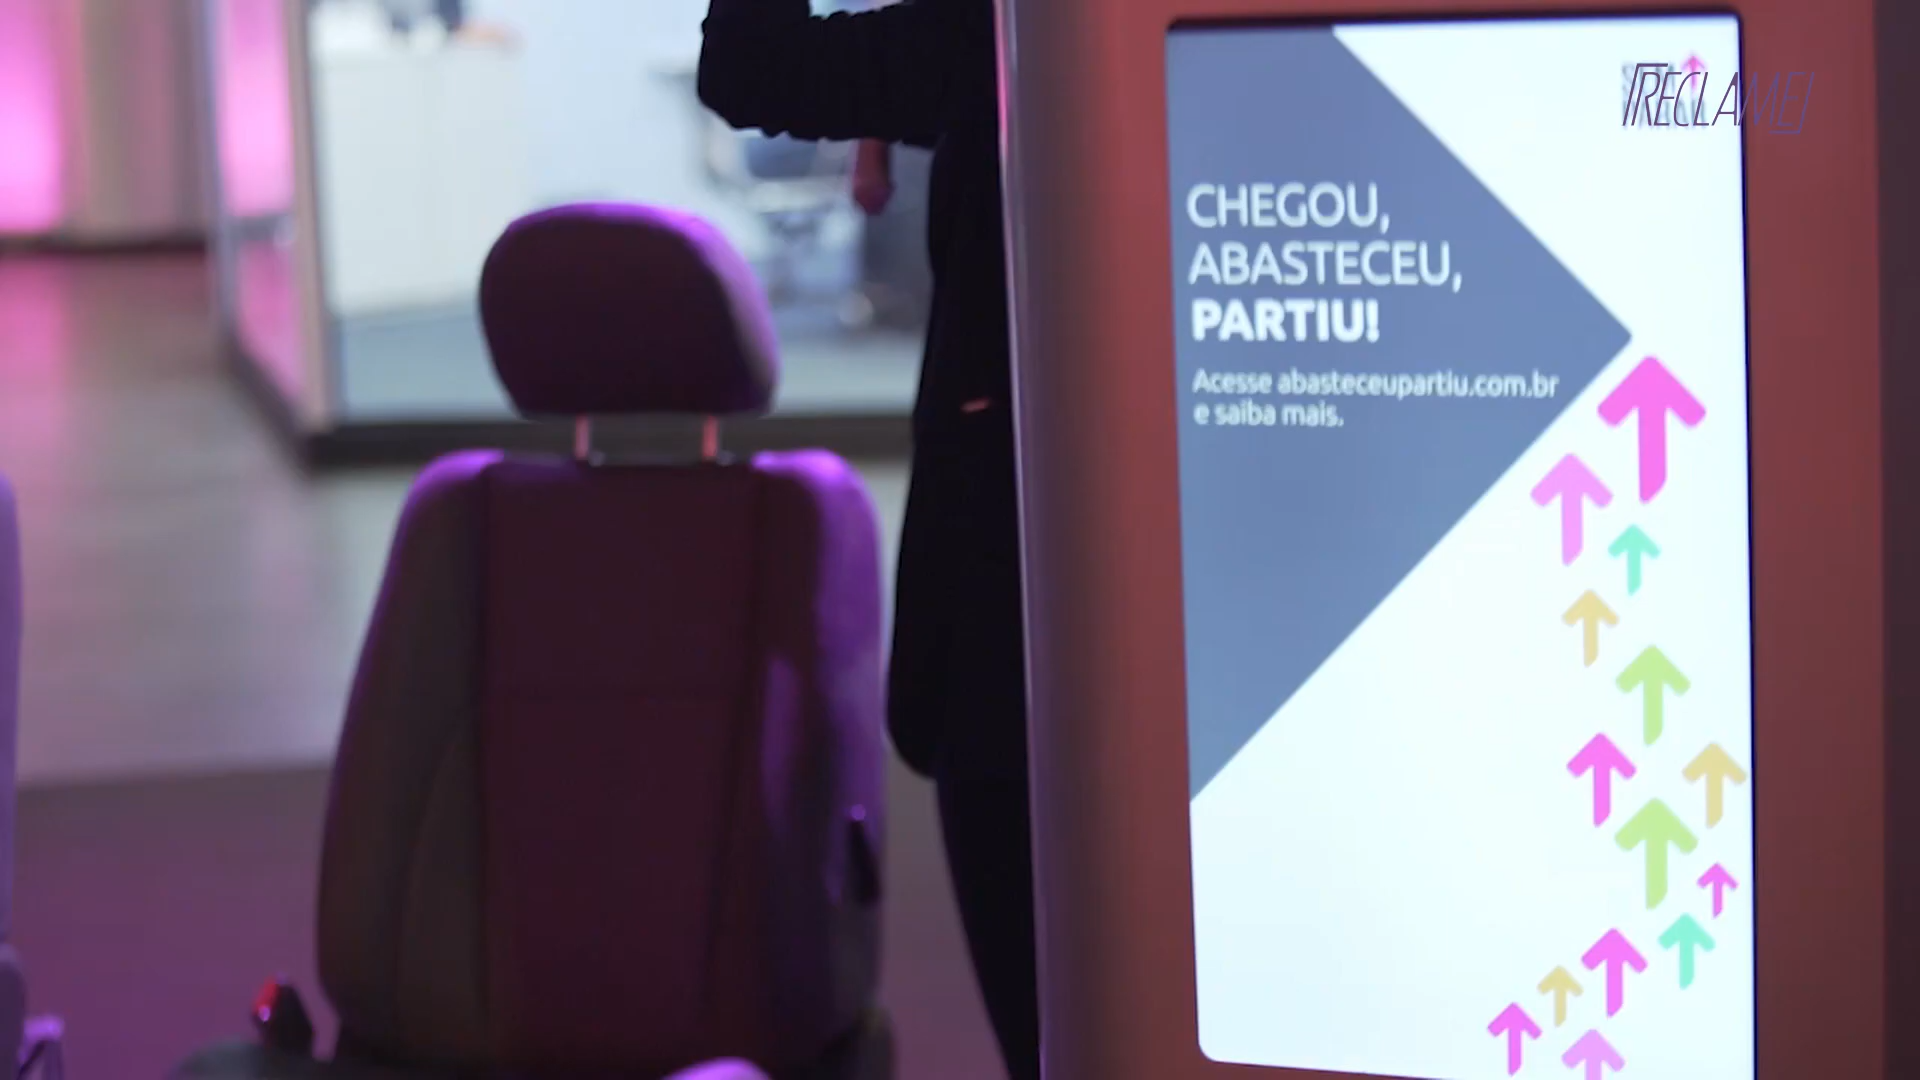 RECLAME
CHEGOU,
ABASTECEU,
PARTIU!
Acesse abasteceupartiu.com.br
e saiba mais.